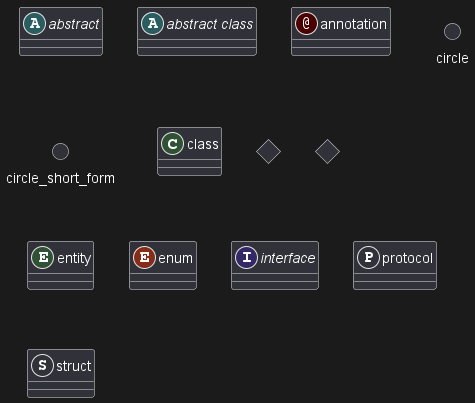 A abstract
A abstract class
@ annotation
circle
circle_short_form
C class
E entity
E enum
I interface
P protocol
S struct